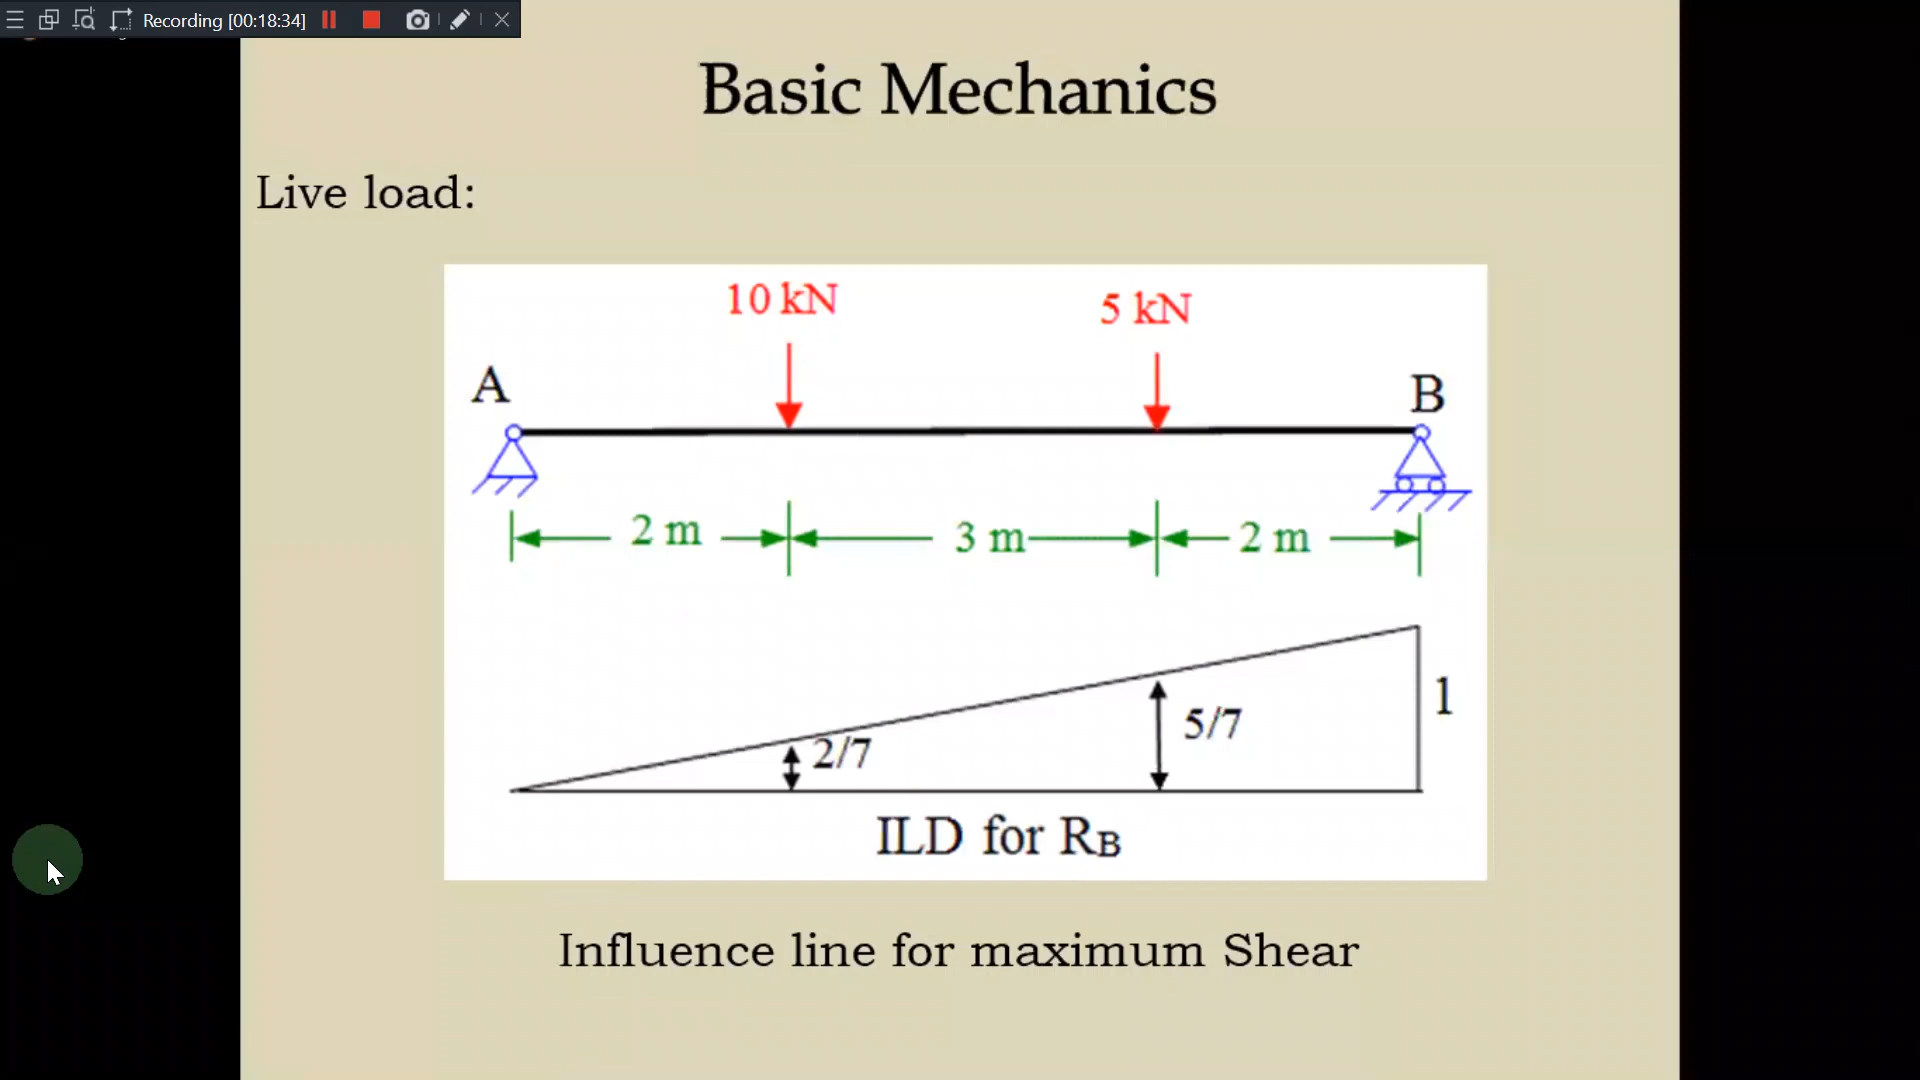 Recording [00:18:34]
Basic Mechanics
Live load:
10 kN
5 kN
A
B
2 m
3 m
2 m
1
5/7
2/7
ILD for RB
Influence line for maximum Shear